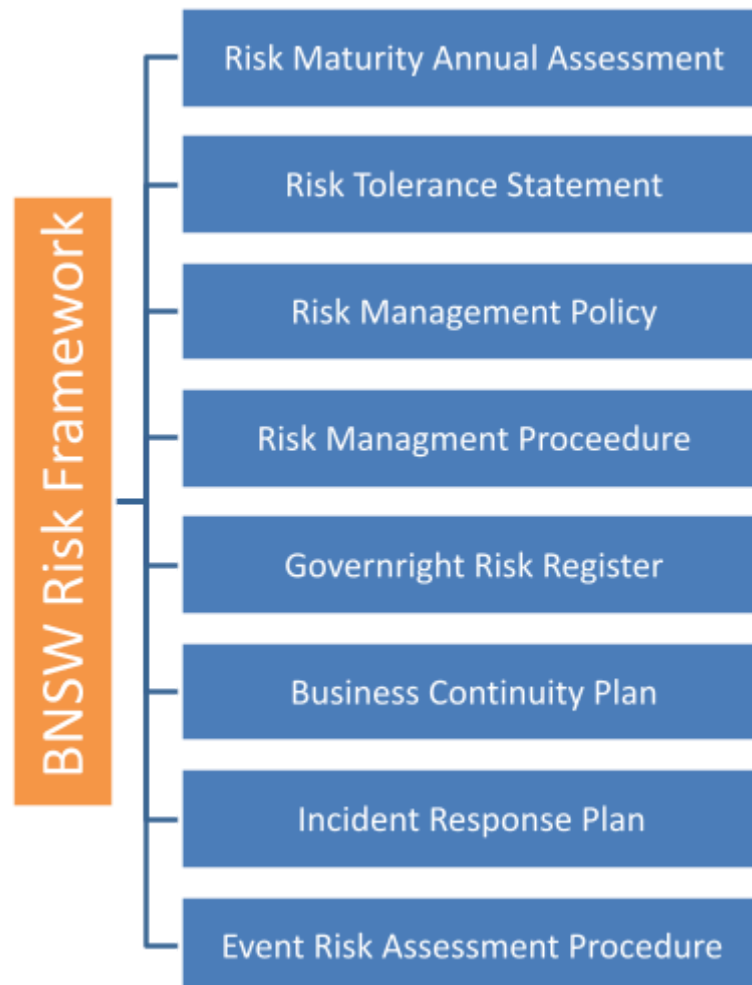 BNSW Risk Framework
Risk Maturity Annual Assessment
Risk Tolerance Statement
Risk Management Policy
Risk Managment Proceedure
Governright Risk Register
Business Continuity Plan
Incident Response Plan
Event Risk Assessment Procedure